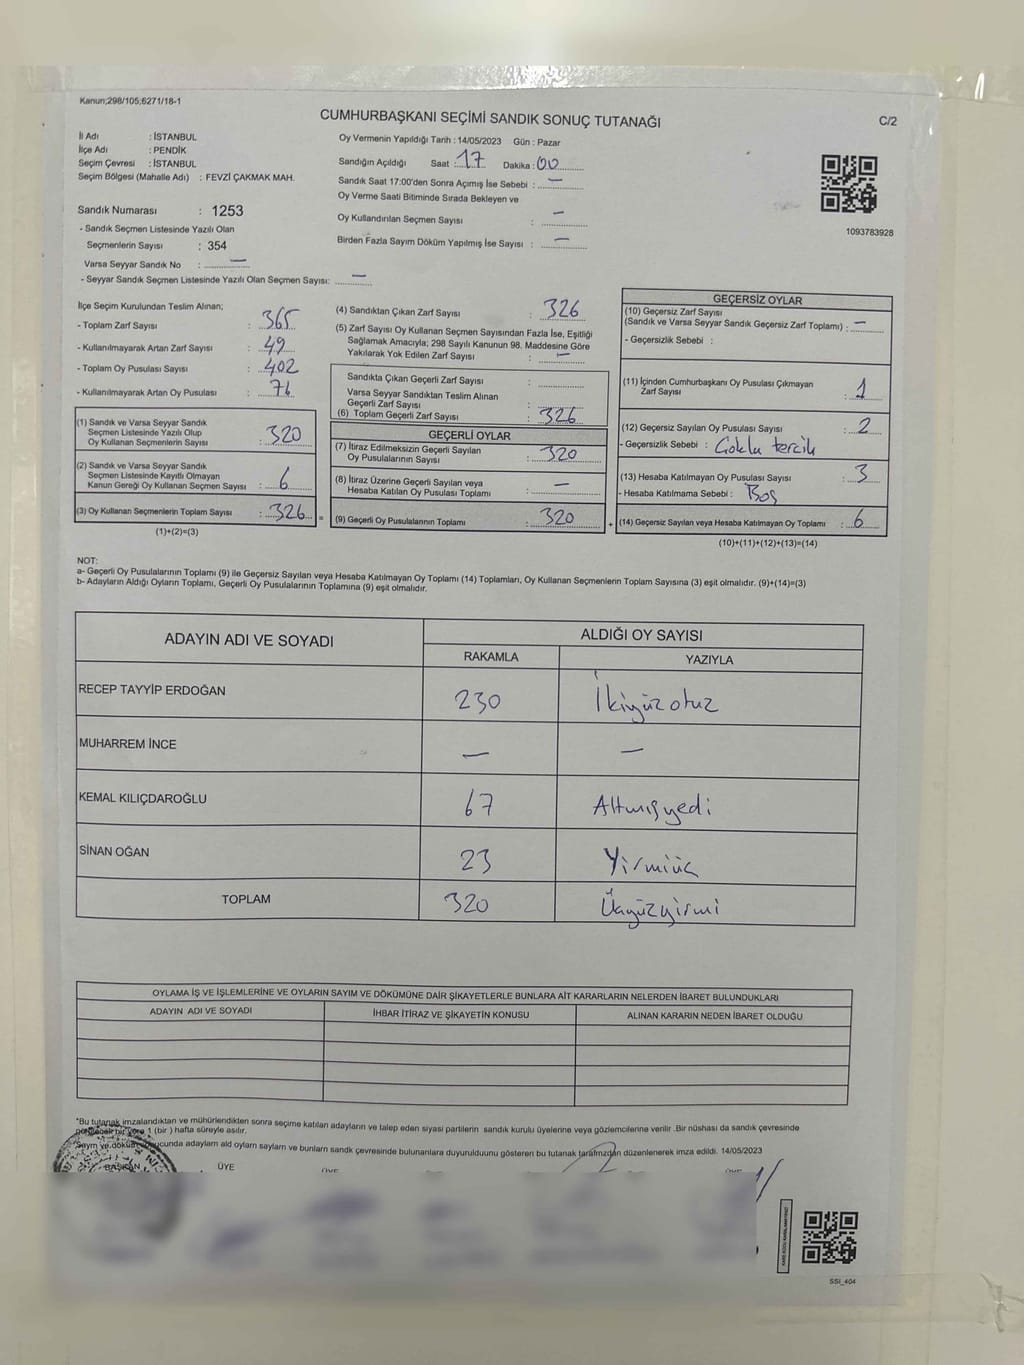 Kanun;298/105;6271/18-1
CUMHURBAŞKANI SEÇİMİ SANDIK SONUÇ TUTANAĞI
C/2
İl Adı : İSTANBUL
İlçe Adı : PENDİK
Seçim Çevresi : İSTANBUL
Seçim Bölgesi (Mahalle Adı) : FEVZİ ÇAKMAK MAH.
Sandık Numarası : 1253
- Sandık Seçmen Listesinde Yazılı Olan
Seçmenlerin Sayısı : 354
Varsa Seyyar Sandık No : —
- Seyyar Sandık Seçmen Listesinde Yazılı Olan Seçmen Sayısı: —
Oy Vermenin Yapıldığı Tarih : 14/05/2023 Gün : Pazar
Sandığın Açıldığı Saat : 17 Dakika : 00
Sandık Saat 17:00'den Sonra Açımış İse Sebebi : —
Oy Verme Saati Bitiminde Sırada Bekleyen ve
Oy Kullandırılan Seçmen Sayısı : —
Birden Fazla Sayım Döküm Yapılmış İse Sayısı : —
1093783928
İlçe Seçim Kurulundan Teslim Alınan;
- Toplam Zarf Sayısı : 365
- Kullanılmayarak Artan Zarf Sayısı : 49
- Toplam Oy Pusulası Sayısı : 402
- Kullanılmayarak Artan Oy Pusulası : 76
(1) Sandık ve Varsa Seyyar Sandık
Seçmen Listesinde Yazılı Olup
Oy Kullanan Seçmenlerin Sayısı : 320
(2) Sandık ve Varsa Seyyar Sandık
Seçmen Listesinde Kayıtlı Olmayan
Kanun Gereği Oy Kullanan Seçmen Sayısı : 6
(3) Oy Kullanan Seçmenlerin Toplam Sayısı : 326 =
(1)+(2)=(3)
(4) Sandıktan Çıkan Zarf Sayısı : 326
(5) Zarf Sayısı Oy Kullanan Seçmen Sayısından Fazla İse, Eşitliği
Sağlamak Amacıyla; 298 Sayılı Kanunun 98. Maddesine Göre
Yakılarak Yok Edilen Zarf Sayısı : —
Sandıkta Çıkan Geçerli Zarf Sayısı :
Varsa Seyyar Sandıktan Teslim Alınan
Geçerli Zarf Sayısı :
(6) Toplam Geçerli Zarf Sayısı : 326
GEÇERLİ OYLAR
(7) İtiraz Edilmeksizin Geçerli Sayılan
Oy Pusulalarının Sayısı : 320
(8) İtiraz Üzerine Geçerli Sayılan veya
Hesaba Katılan Oy Pusulası Toplamı : —
(9) Geçerli Oy Pusulalarının Toplamı : 320 +
GEÇERSİZ OYLAR
(10) Geçersiz Zarf Sayısı
(Sandık ve Varsa Seyyar Sandık Geçersiz Zarf Toplamı) : —
- Geçersizlik Sebebi :
(11) İçinden Cumhurbaşkanı Oy Pusulası Çıkmayan
Zarf Sayısı : 1
(12) Geçersiz Sayılan Oy Pusulası Sayısı : 2
- Geçersizlik Sebebi : Çoklu tercih
(13) Hesaba Katılmayan Oy Pusulası Sayısı : 3
- Hesaba Katılmama Sebebi : Boş
(14) Geçersiz Sayılan veya Hesaba Katılmayan Oy Toplamı : 6
(10)+(11)+(12)+(13)=(14)
NOT:
a- Geçerli Oy Pusulalarının Toplamı (9) ile Geçersiz Sayılan veya Hesaba Katılmayan Oy Toplamı (14) Toplamları, Oy Kullanan Seçmenlerin Toplam Sayısına (3) eşit olmalıdır. (9)+(14)=(3)
b- Adayların Aldığı Oyların Toplamı, Geçerli Oy Pusulalarının Toplamına (9) eşit olmalıdır.
ADAYIN ADI VE SOYADI
ALDIĞI OY SAYISI
RAKAMLA YAZIYLA
RECEP TAYYİP ERDOĞAN 230 İkiyüzotuz
MUHARREM İNCE — —
KEMAL KILIÇDAROĞLU 67 Altmışyedi
SİNAN OĞAN 23 Yirmiüç
TOPLAM 320 Üçyüzyirmi
OYLAMA İŞ VE İŞLEMLERİNE VE OYLARIN SAYIM VE DÖKÜMÜNE DAİR ŞİKAYETLERLE BUNLARA AİT KARARLARIN NELERDEN İBARET BULUNDUKLARI
ADAYIN ADI VE SOYADI İHBAR İTİRAZ VE ŞİKAYETİN KONUSU ALINAN KARARIN NEDEN İBARET OLDUĞU
*Bu tutanak imzalandıktan ve mühürlendikten sonra seçime katılan adayların ve talep eden siyasi partilerin sandık kurulu üyelerine veya gözlemcilerine verilir .Bir nüshası da sandık çevresinde
bir yere 1 (bir ) hafta süreyle asılır.
Sayım ve döküm sonucunda adayların ald oyların sayların ve bunların sandık çevresinde bulunanlara duyurulduunu gösteren bu tutanak tarafmzdan düzenlenerek imza edildi. 14/05/2023
BAŞKAN ÜYE ÜYE ÜYE
SSI_404